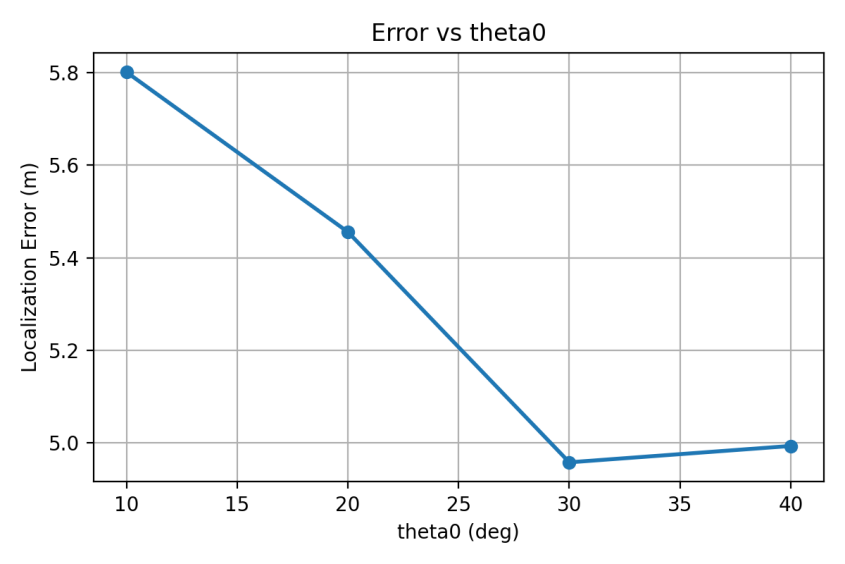 Error vs theta0
Localization Error (m)
5.8
5.6
5.4
5.2
5.0
10 15 20 25 30 35 40
theta0 (deg)